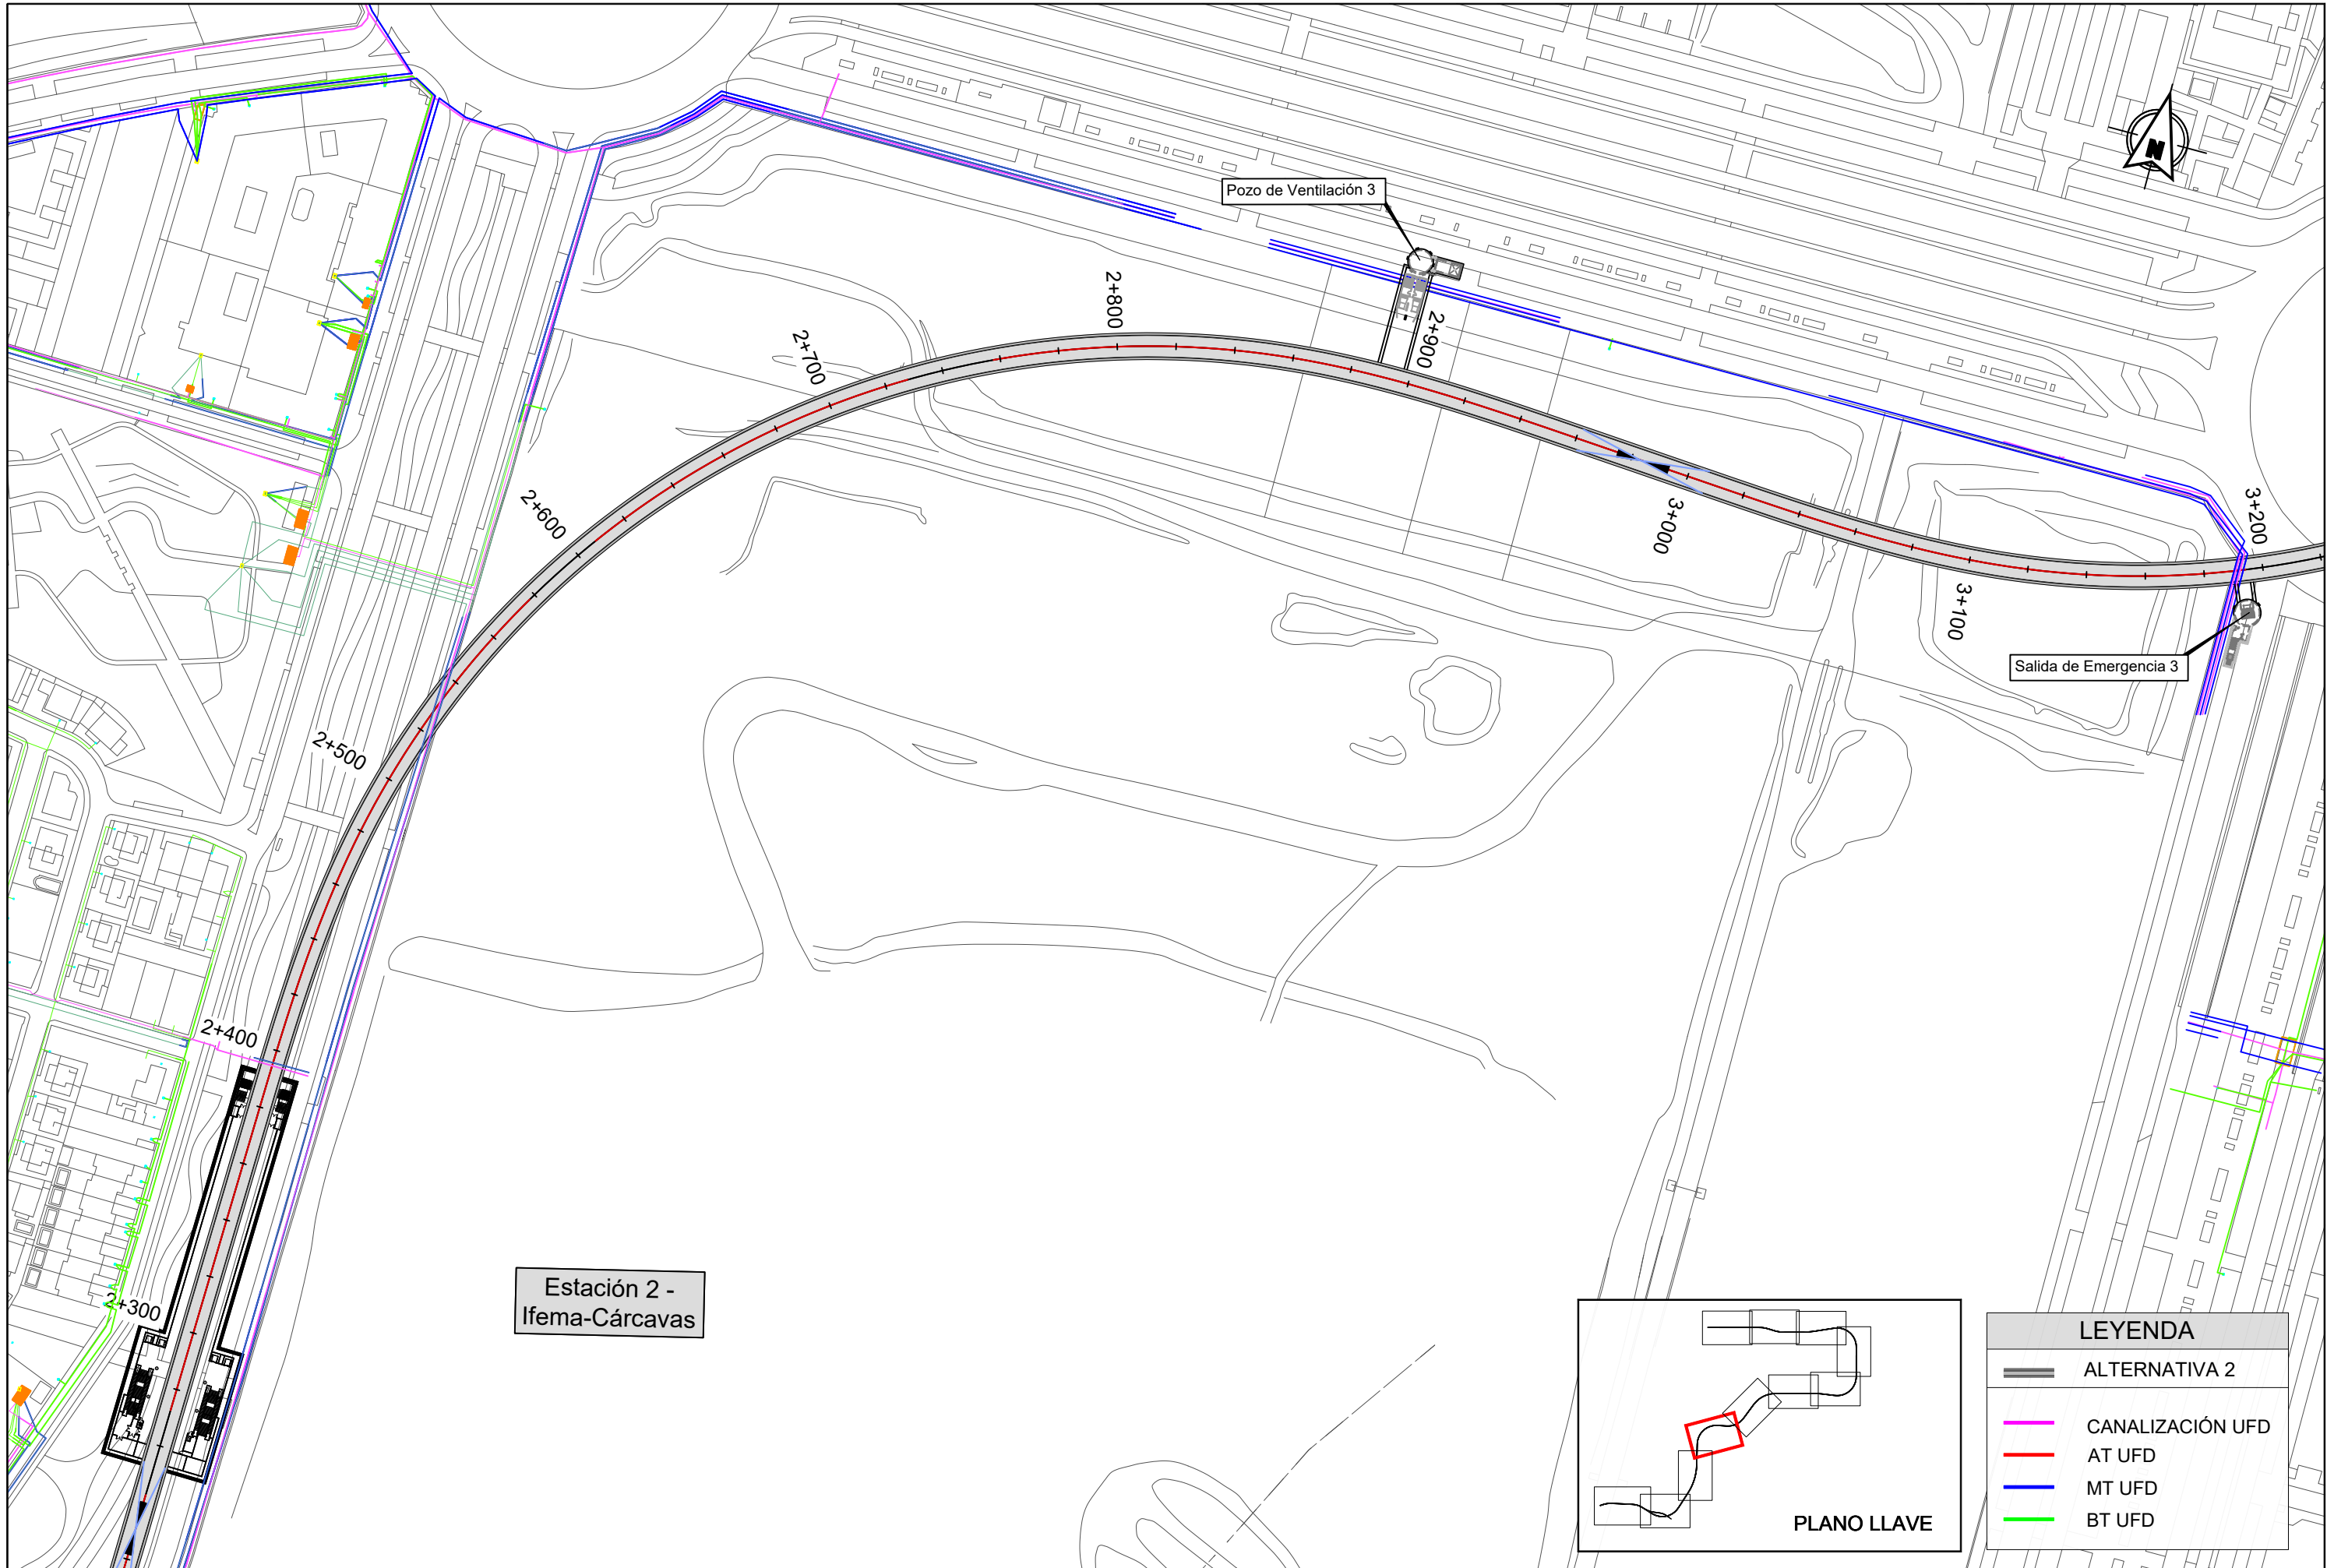 N
Pozo de Ventilación 3
2+800
2+700
2+900
2+600
3+000
3+200
3+100
Salida de Emergencia 3
2+500
2+400
2+300
Estación 2 -
Ifema-Cárcavas
PLANO LLAVE
LEYENDA
ALTERNATIVA 2
CANALIZACIÓN UFD
AT UFD
MT UFD
BT UFD